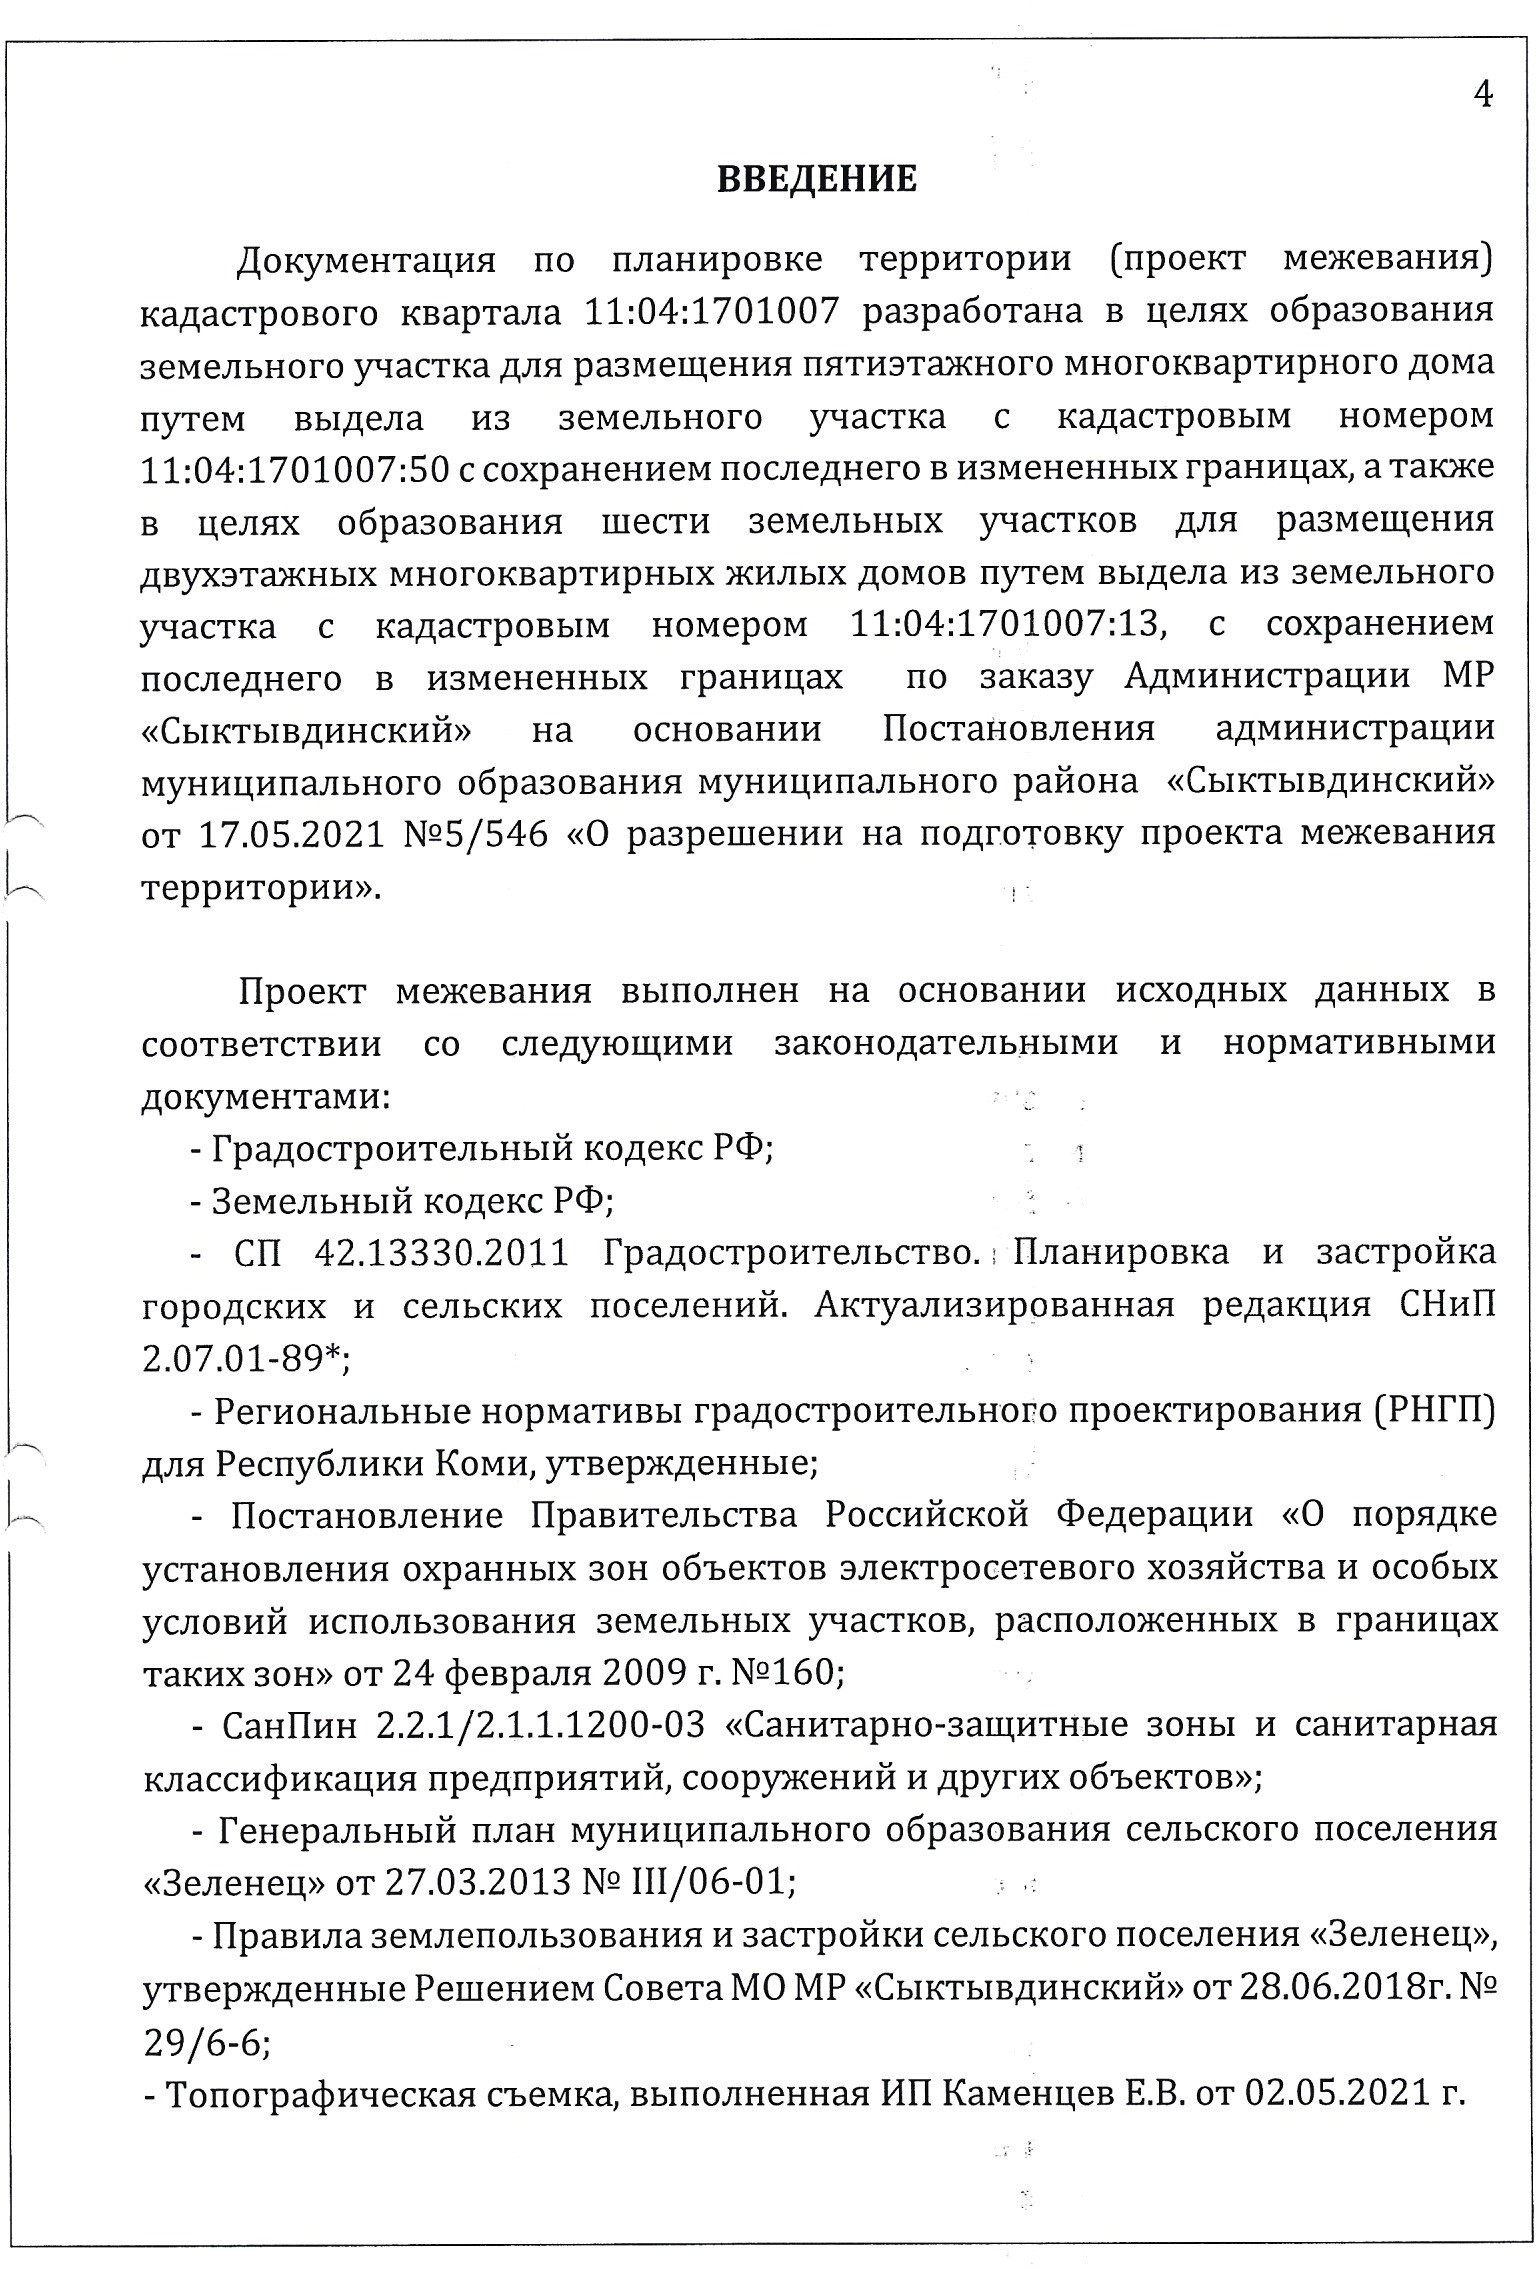 4
ВВЕДЕНИЕ
Документация по планировке территории (проект межевания)
кадастрового квартала 11:04:1701007 разработана в целях образования
земельного участка для размещения пятиэтажного многоквартирного дома
путем выдела из земельного участка с кадастровым номером
11:04:1701007:50 с сохранением последнего в измененных границах, а также
в целях образования шести земельных участков для размещения
двухэтажных многоквартирных жилых домов путем выдела из земельного
участка с кадастровым номером 11:04:1701007:13, с сохранением
последнего в измененных границах по заказу Администрации МР
«Сыктывдинский» на основании Постановления администрации
муниципального образования муниципального района «Сыктывдинский»
от 17.05.2021 №5/546 «О разрешении на подготовку проекта межевания
территории».
Проект межевания выполнен на основании исходных данных в
соответствии со следующими законодательными и нормативными
документами:
- Градостроительный кодекс РФ;
- Земельный кодекс РФ;
- СП 42.13330.2011 Градостроительство. Планировка и застройка
городских и сельских поселений. Актуализированная редакция СНиП
2.07.01-89*;
- Региональные нормативы градостроительного проектирования (РНГП)
для Республики Коми, утвержденные;
- Постановление Правительства Российской Федерации «О порядке
установления охранных зон объектов электросетевого хозяйства и особых
условий использования земельных участков, расположенных в границах
таких зон» от 24 февраля 2009 г. №160;
- СанПин 2.2.1/2.1.1.1200-03 «Санитарно-защитные зоны и санитарная
классификация предприятий, сооружений и других объектов»;
- Генеральный план муниципального образования сельского поселения
«Зеленец» от 27.03.2013 № III/06-01;
- Правила землепользования и застройки сельского поселения «Зеленец»,
утвержденные Решением Совета МО МР «Сыктывдинский» от 28.06.2018г. №
29/6-6;
- Топографическая съемка, выполненная ИП Каменцев Е.В. от 02.05.2021 г.